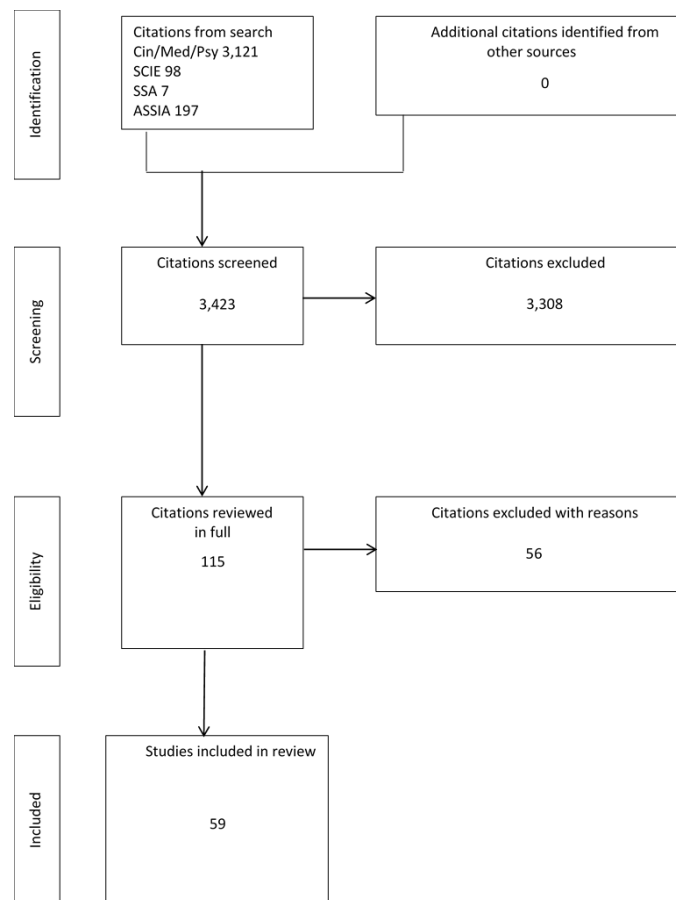 Identification
Citations from search
Cin/Med/Psy 3,121
SCIE 98
SSA 7
ASSIA 197
Additional citations identified from
other sources
0
Screening
Citations screened
3,423
Citations excluded
3,308
Eligibility
Citations reviewed
in full
115
Citations excluded with reasons
56
Included
Studies included in review
59